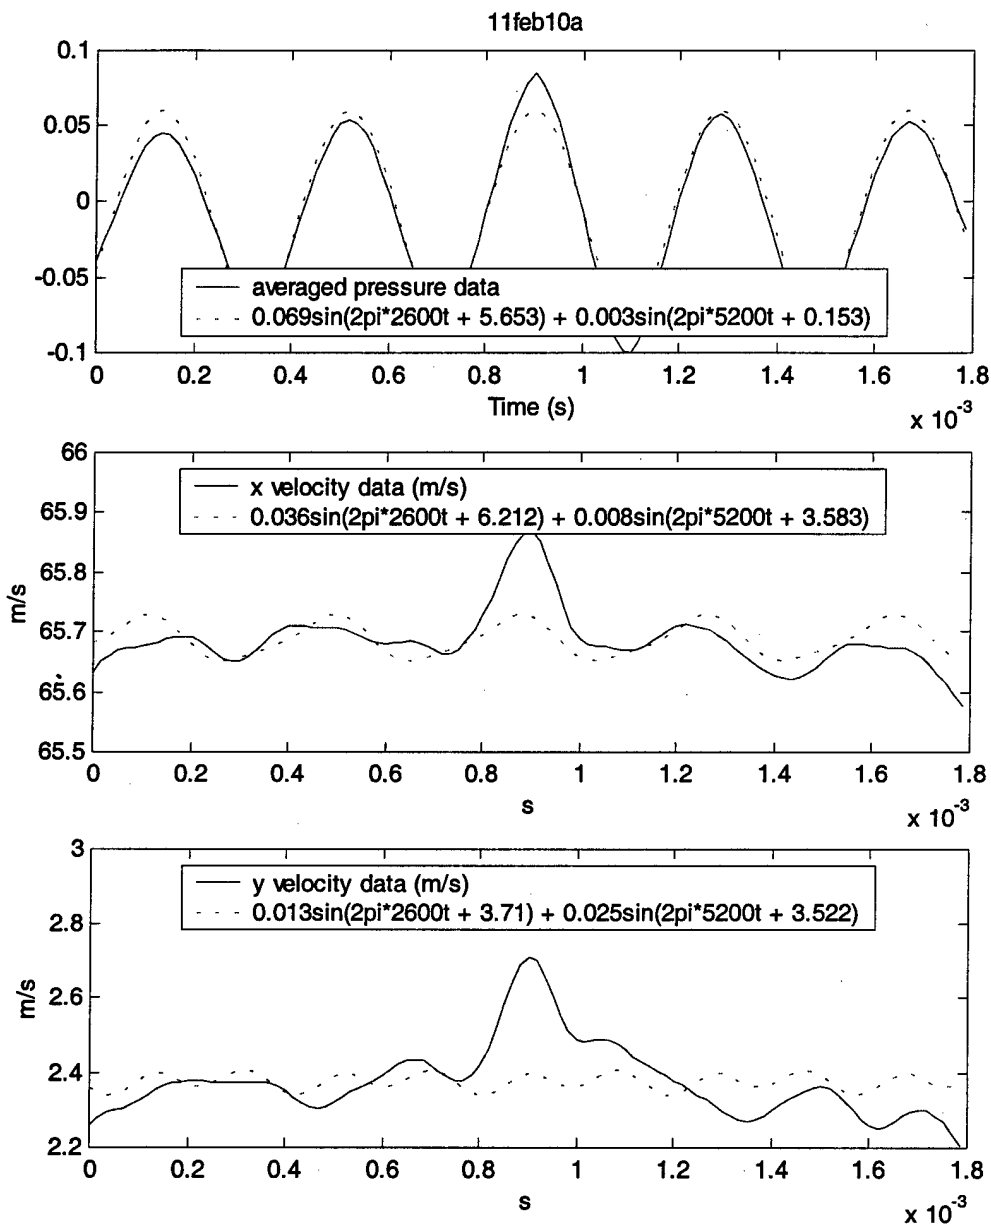 11feb10a
0.1
0.05
0
-0.05
-0.1
averaged pressure data
0.069sin(2pi*2600t + 5.653) + 0.003sin(2pi*5200t + 0.153)
0 0.2 0.4 0.6 0.8 1 1.2 1.4 1.6 1.8
Time (s)
x 10-3
66
65.9
65.8
65.7
65.6
65.5
m/s
x velocity data (m/s)
0.036sin(2pi*2600t + 6.212) + 0.008sin(2pi*5200t + 3.583)
0 0.2 0.4 0.6 0.8 1 1.2 1.4 1.6 1.8
s
x 10-3
3
2.8
2.6
2.4
2.2
m/s
y velocity data (m/s)
0.013sin(2pi*2600t + 3.71) + 0.025sin(2pi*5200t + 3.522)
0 0.2 0.4 0.6 0.8 1 1.2 1.4 1.6 1.8
s
x 10-3